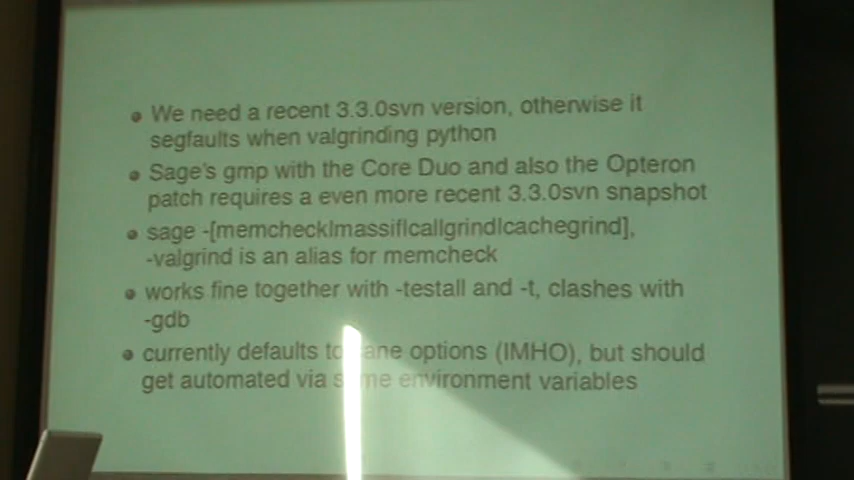 We need a recent 3.3.0svn version, otherwise it
segfaults when valgrinding python
Sage's gmp with the Core Duo and also the Opteron
patch requires a even more recent 3.3.0svn snapshot
sage -[memcheck|massif|callgrind|cachegrind],
-valgrind is an alias for memcheck
works fine together with -testall and -t, clashes with
-gdb
currently defaults to sane options (IMHO), but should
get automated via some environment variables